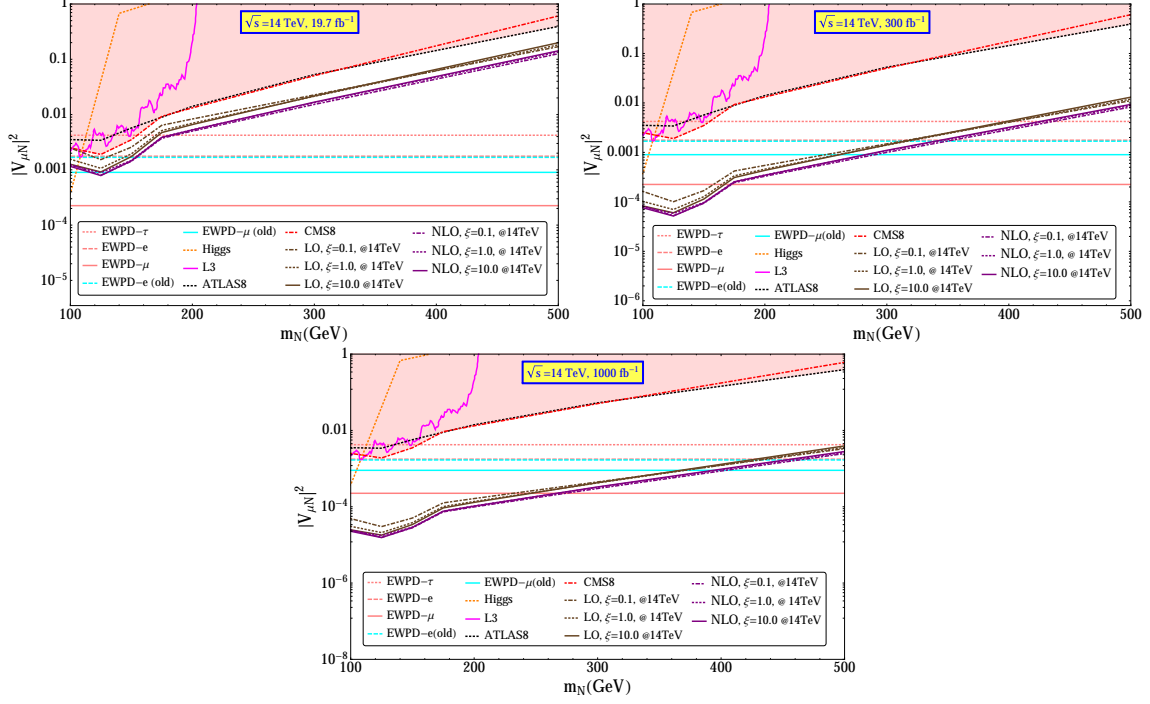 √s =14 TeV, 19.7 fb⁻¹
1
0.1
0.01
0.001
10⁻⁴
10⁻⁵
|V_μN|²
EWPD-τ
EWPD-e
EWPD-μ
EWPD-e (old)
EWPD-μ (old)
Higgs
L3
ATLAS8
CMS8
LO, ξ=0.1, @14TeV
LO, ξ=1.0, @ 14TeV
LO, ξ=10.0 @14TeV
NLO, ξ=0.1, @14TeV
NLO, ξ=1.0, @ 14TeV
NLO, ξ=10.0 @14TeV
100 200 300 400 500
m_N(GeV)
√s =14 TeV, 300 fb⁻¹
1
0.1
0.01
0.001
10⁻⁴
10⁻⁵
10⁻⁶
|V_μN|²
EWPD-τ
EWPD-e
EWPD-μ
EWPD-e(old)
EWPD-μ(old)
Higgs
L3
ATLAS8
CMS8
LO, ξ=0.1, @14TeV
LO, ξ=1.0, @ 14TeV
LO, ξ=10.0 @14TeV
NLO, ξ=0.1, @14TeV
NLO, ξ=1.0, @ 14TeV
NLO, ξ=10.0 @14TeV
100 200 300 400 500
m_N(GeV)
√s =14 TeV, 1000 fb⁻¹
1
0.01
10⁻⁴
10⁻⁶
10⁻⁸
|V_μN|²
EWPD-τ
EWPD-e
EWPD-μ
EWPD-e(old)
EWPD-μ(old)
Higgs
L3
ATLAS8
CMS8
LO, ξ=0.1, @14TeV
LO, ξ=1.0, @ 14TeV
LO, ξ=10.0 @14TeV
NLO, ξ=0.1, @14TeV
NLO, ξ=1.0, @ 14TeV
NLO, ξ=10.0 @14TeV
100 200 300 400 500
m_N(GeV)